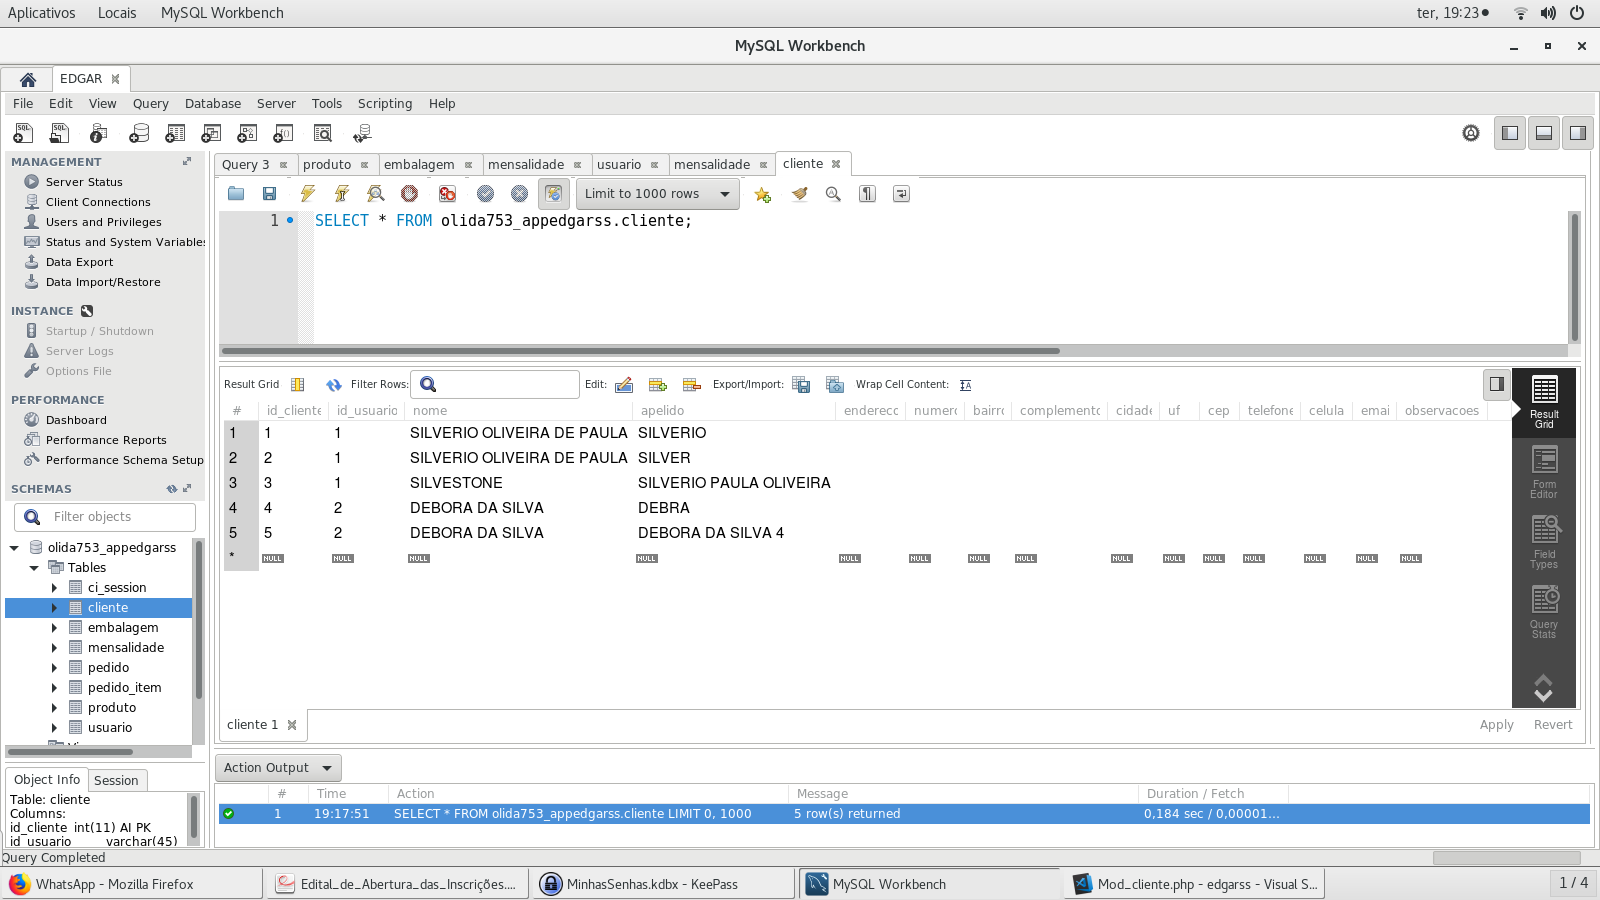 Aplicativos Locais MySQL Workbench ter, 19:23
MySQL Workbench
EDGAR
File Edit View Query Database Server Tools Scripting Help
MANAGEMENT
Server Status
Client Connections
Users and Privileges
Status and System Variables
Data Export
Data Import/Restore
INSTANCE
Startup / Shutdown
Server Logs
Options File
PERFORMANCE
Dashboard
Performance Reports
Performance Schema Setup
SCHEMAS
Filter objects
olida753_appedgarss
Tables
ci_session
cliente
embalagem
mensalidade
pedido
pedido_item
produto
usuario
Object Info Session
Table: cliente
Columns:
id_cliente int(11) AI PK
id_usuario varchar(45)
Query 3 produto embalagem mensalidade usuario mensalidade cliente
Limit to 1000 rows
1 SELECT * FROM olida753_appedgarss.cliente;
Result Grid Filter Rows: Edit: Export/Import: Wrap Cell Content:
# id_cliente id_usuario nome apelido enderecc numerc bairrc complementc cidade uf cep telefone celula emai observacoes
1 1 1 SILVERIO OLIVEIRA DE PAULA SILVERIO
2 2 1 SILVERIO OLIVEIRA DE PAULA SILVER
3 3 1 SILVESTONE SILVERIO PAULA OLIVEIRA
4 4 2 DEBORA DA SILVA DEBRA
5 5 2 DEBORA DA SILVA DEBORA DA SILVA 4
* NULL NULL NULL NULL NULL NULL NULL NULL NULL NULL NULL NULL NULL NULL NULL
Result
Grid
Form
Editor
Field
Types
Query
Stats
cliente 1 Apply Revert
Action Output
# Time Action Message Duration / Fetch
1 19:17:51 SELECT * FROM olida753_appedgarss.cliente LIMIT 0, 1000 5 row(s) returned 0,184 sec / 0,00001...
Query Completed
WhatsApp - Mozilla Firefox Edital_de_Abertura_das_Inscrições.... MinhasSenhas.kdbx - KeePass MySQL Workbench Mod_cliente.php - edgarss - Visual S... 1 / 4